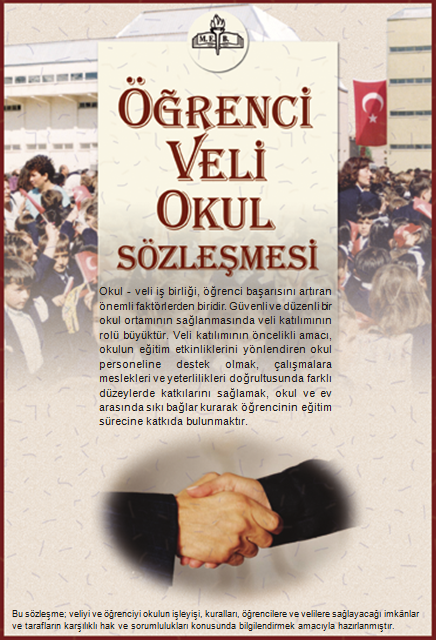 M. E. B.
ÖĞRENCİ
VELİ
OKUL
SÖZLEŞMESİ
Okul - veli iş birliği, öğrenci başarısını artıran
önemli faktörlerden biridir. Güvenli ve düzenli bir
okul ortamının sağlanmasında veli katılımının
rolü büyüktür. Veli katılımının öncelikli amacı,
okulun eğitim etkinliklerini yönlendiren okul
personeline destek olmak, çalışmalara
meslekleri ve yeterlilikleri doğrultusunda farklı
düzeylerde katkılarını sağlamak, okul ve ev
arasında sıkı bağlar kurarak öğrencinin eğitim
sürecine katkıda bulunmaktır.
Bu sözleşme; veliyi ve öğrenciyi okulun işleyişi, kuralları, öğrencilere ve velilere sağlayacağı imkânlar
ve tarafların karşılıklı hak ve sorumlulukları konusunda bilgilendirmek amacıyla hazırlanmıştır.